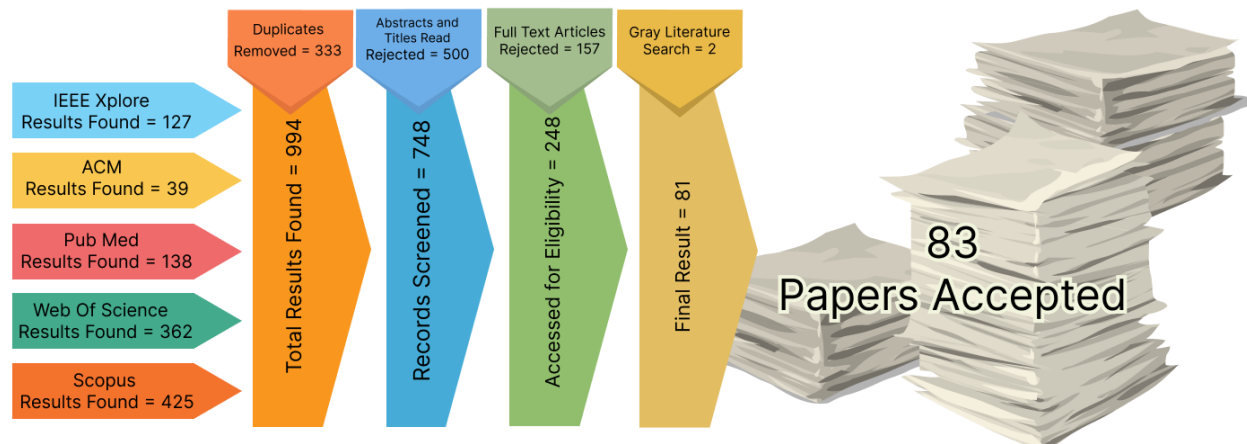 IEEE Xplore
Results Found = 127
ACM
Results Found = 39
Pub Med
Results Found = 138
Web Of Science
Results Found = 362
Scopus
Results Found = 425
Duplicates
Removed = 333
Total Results Found = 994
Abstracts and
Titles Read
Rejected = 500
Records Screened = 748
Full Text Articles
Rejected = 157
Accessed for Eligibility = 248
Gray Literature
Search = 2
Final Result = 81
83
Papers Accepted